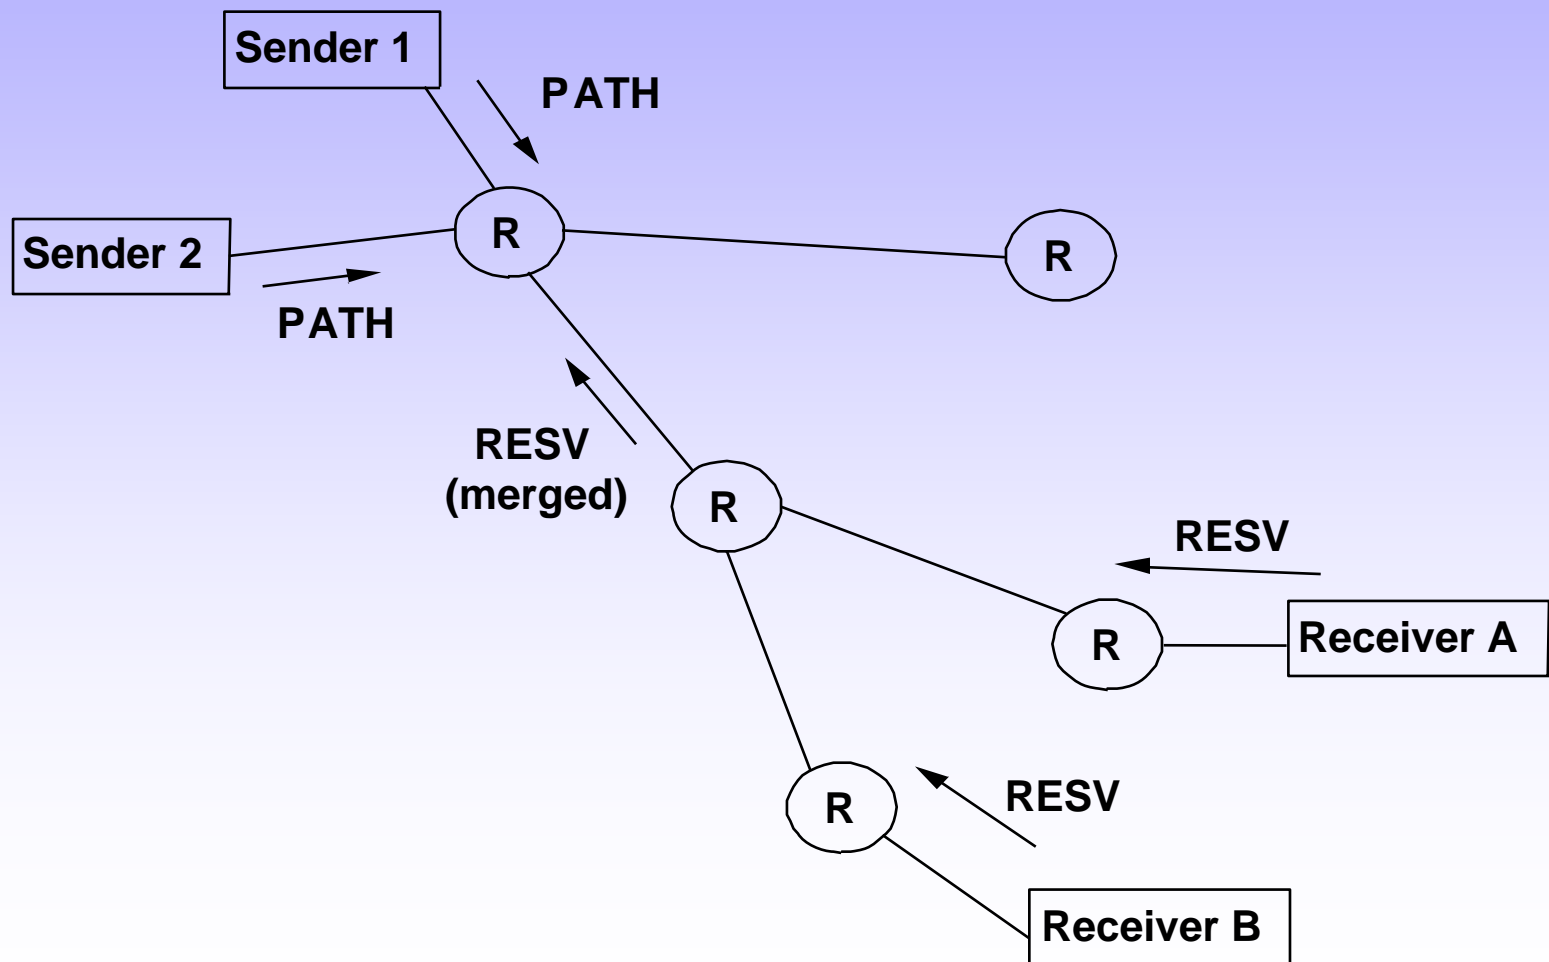 Sender 1
PATH
R
R
Sender 2
PATH
RESV
(merged)
R
RESV
R
Receiver A
R
RESV
Receiver B